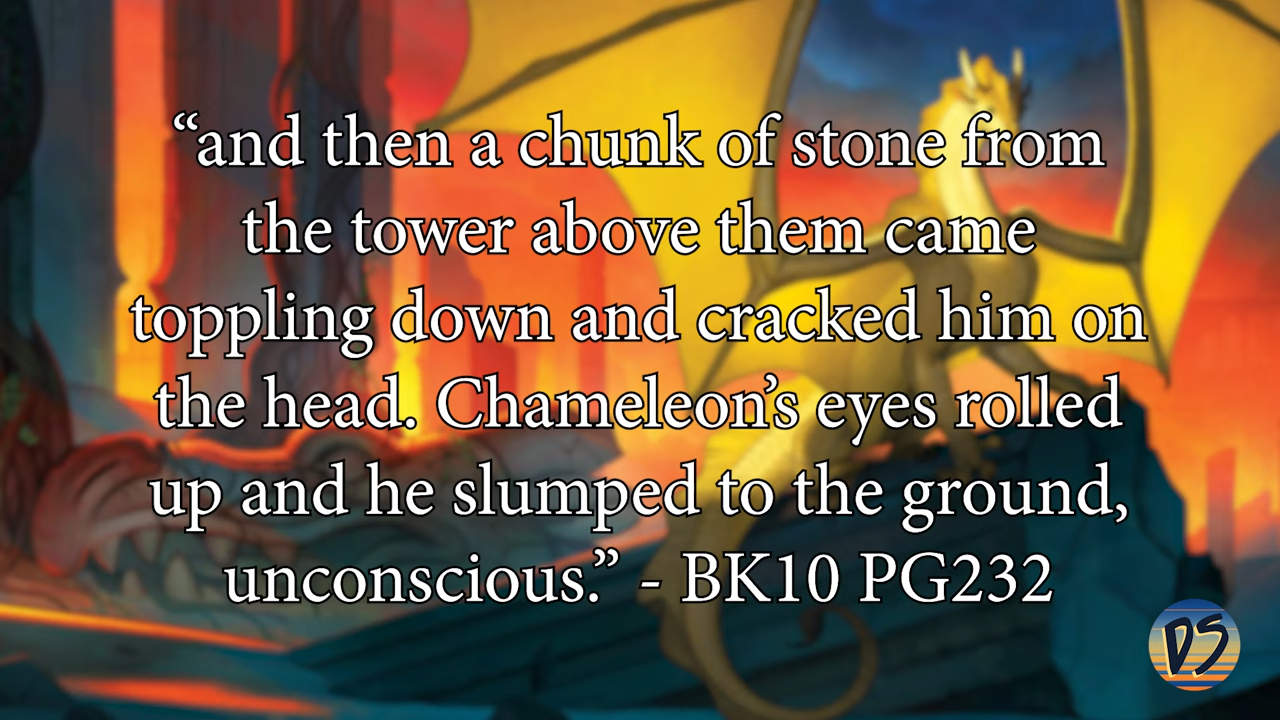 “and then a chunk of stone from
the tower above them came
toppling down and cracked him on
the head. Chameleon’s eyes rolled
up and he slumped to the ground,
unconscious.” - BK10 PG232
DS